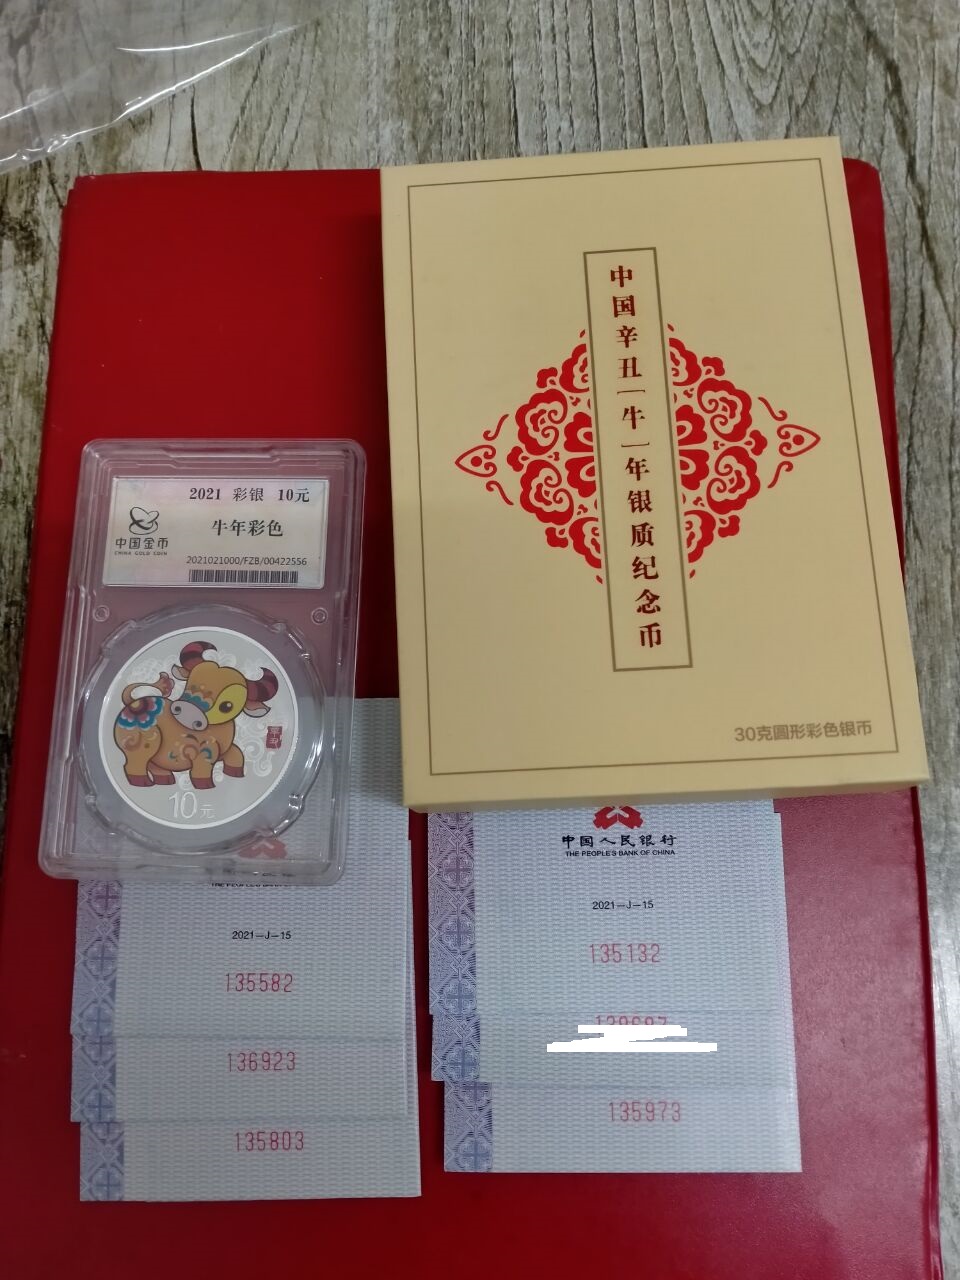 中国辛丑[牛]年银质纪念币
30克圆形彩色银币
2021 彩银 10元
牛年彩色
中国金币
CHINA GOLD COIN
2021021000/FZB/00422556
辛丑
10元
中国人民银行
THE PEOPLE'S BANK OF CHINA
2021-J-15
135132
135973
2021-J-15
135582
136923
135803